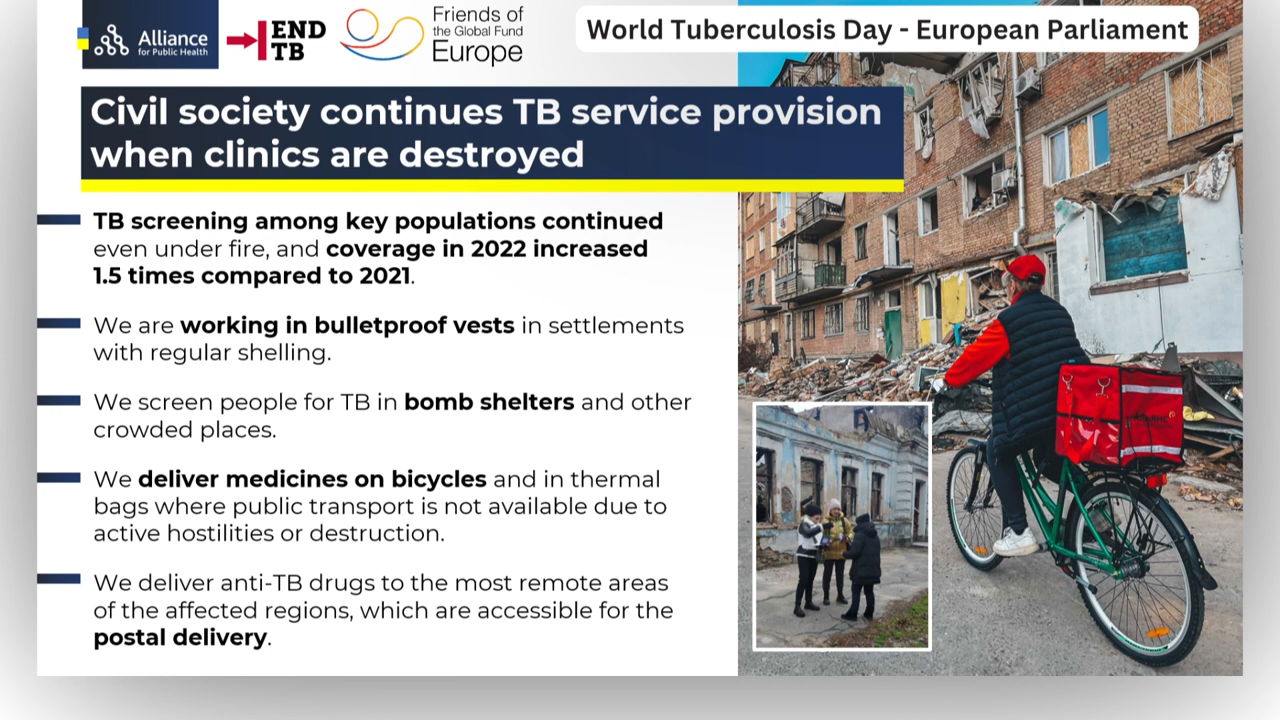 Alliance
for Public Health
END
TB
Friends of
the Global Fund
Europe
World Tuberculosis Day - European Parliament
Civil society continues TB service provision
when clinics are destroyed
TB screening among key populations continued
even under fire, and coverage in 2022 increased
1.5 times compared to 2021.
We are working in bulletproof vests in settlements
with regular shelling.
We screen people for TB in bomb shelters and other
crowded places.
We deliver medicines on bicycles and in thermal
bags where public transport is not available due to
active hostilities or destruction.
We deliver anti-TB drugs to the most remote areas
of the affected regions, which are accessible for the
postal delivery.